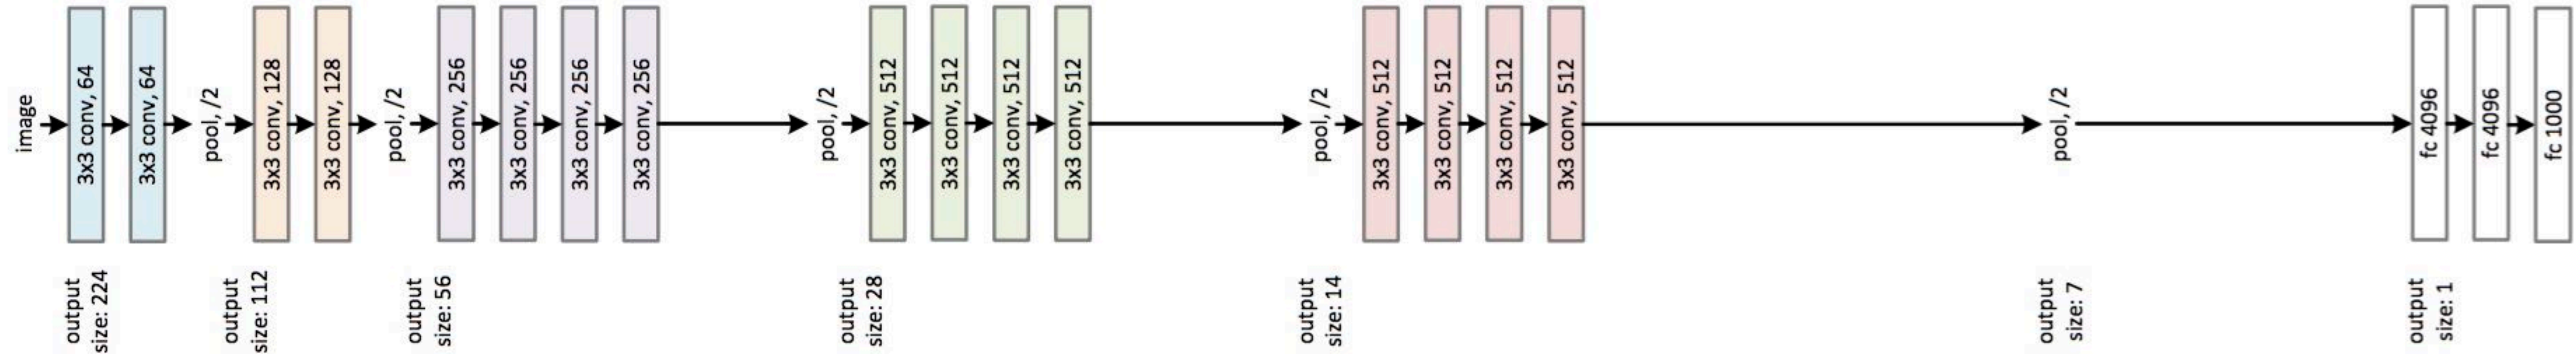 image
3x3 conv, 64
3x3 conv, 64
pool, /2
3x3 conv, 128
3x3 conv, 128
pool, /2
3x3 conv, 256
3x3 conv, 256
3x3 conv, 256
3x3 conv, 256
pool, /2
3x3 conv, 512
3x3 conv, 512
3x3 conv, 512
3x3 conv, 512
pool, /2
3x3 conv, 512
3x3 conv, 512
3x3 conv, 512
3x3 conv, 512
pool, /2
fc 4096
fc 4096
fc 1000
output
size: 224
output
size: 112
output
size: 56
output
size: 28
output
size: 14
output
size: 7
output
size: 1